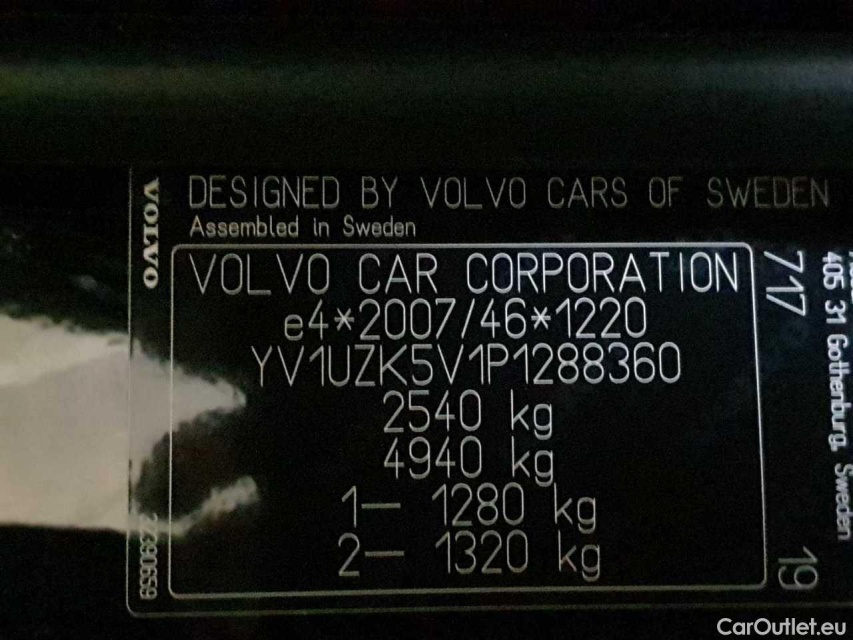 VOLVO
DESIGNED BY VOLVO CARS OF SWEDEN
Assembled in Sweden
VOLVO CAR CORPORATION
e4*2007/46*1220
YV1UZK5V1P1288360
2540 kg
4940 kg
1– 1280 kg
2– 1320 kg
717
19
405 31 Gothenburg, Sweden
CarOutlet.eu